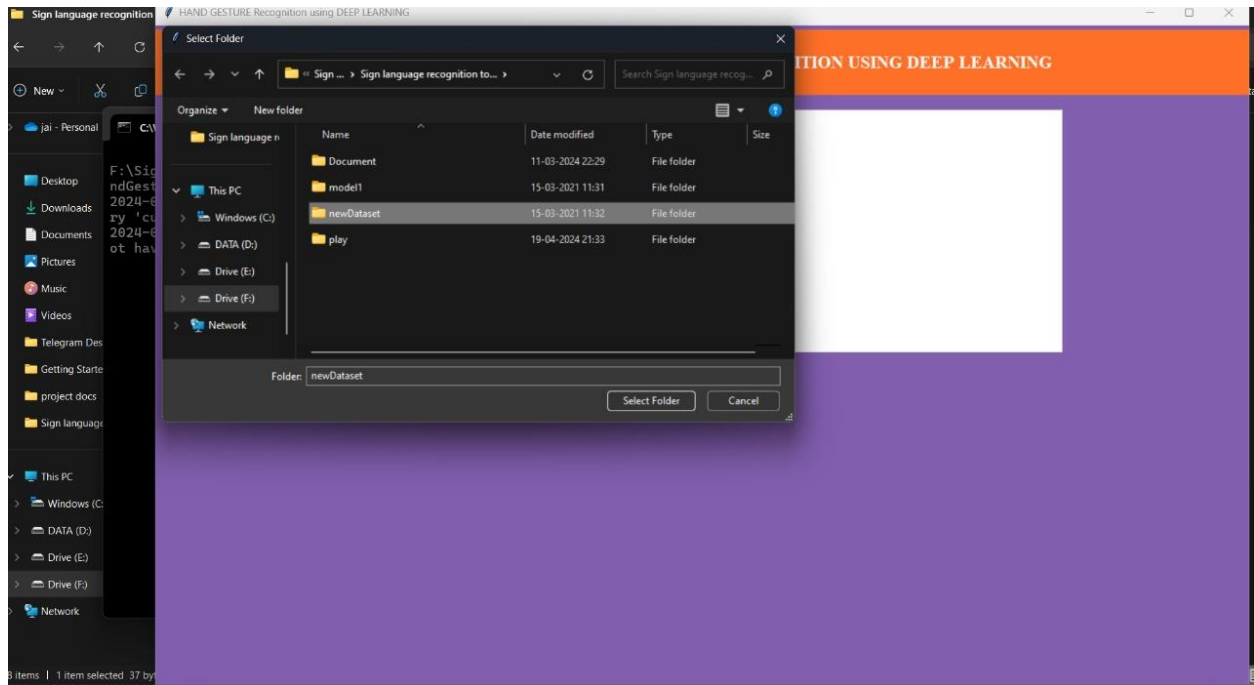 Sign language recognition
HAND GESTURE Recognition using DEEP LEARNING
Select Folder
Sign ... › Sign language recognition to... ›
Search Sign language recog...
TION USING DEEP LEARNING
New
Organize
New folder
jai - Personal
Sign language
Name Date modified Type Size
Document 11-03-2024 22:29 File folder
model1 15-03-2021 11:31 File folder
newDataset 15-03-2021 11:32 File folder
play 19-04-2024 21:33 File folder
This PC
Windows (C:)
DATA (D:)
Drive (E:)
Drive (F:)
Network
Folder: newDataset
Select Folder Cancel
F:\Sig
ndGest
2024-0
ry 'cu
2024-0
ot hav
Desktop
Downloads
Documents
Pictures
Music
Videos
Telegram Des
Getting Starte
project docs
Sign language
This PC
Windows (C:
DATA (D:)
Drive (E:)
Drive (F:)
Network
items | 1 item selected 37 by